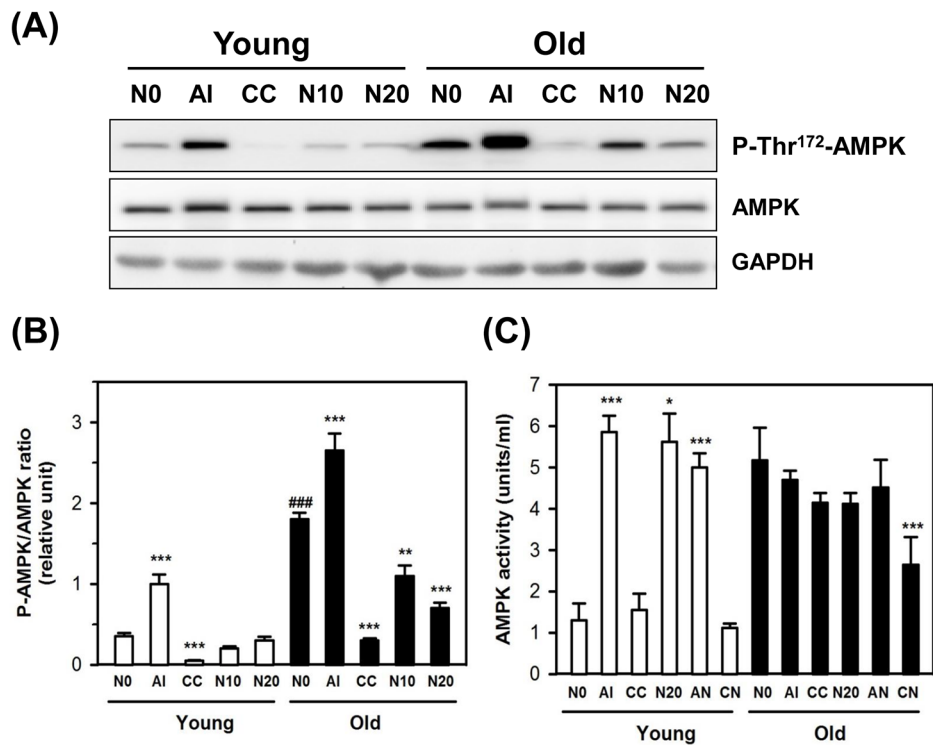 (A)
Young Old
N0 AI CC N10 N20 N0 AI CC N10 N20
P-Thr¹⁷²-AMPK
AMPK
GAPDH
(B)
P-AMPK/AMPK ratio
(relative unit)
3
2
1
0
***
***
###
***
***
**
***
N0 AI CC N10 N20 N0 AI CC N10 N20
Young Old
(C)
AMPK activity (units/ml)
7
6
5
4
3
2
1
0
***
*
***
***
N0 AI CC N20 AN CN N0 AI CC N20 AN CN
Young Old